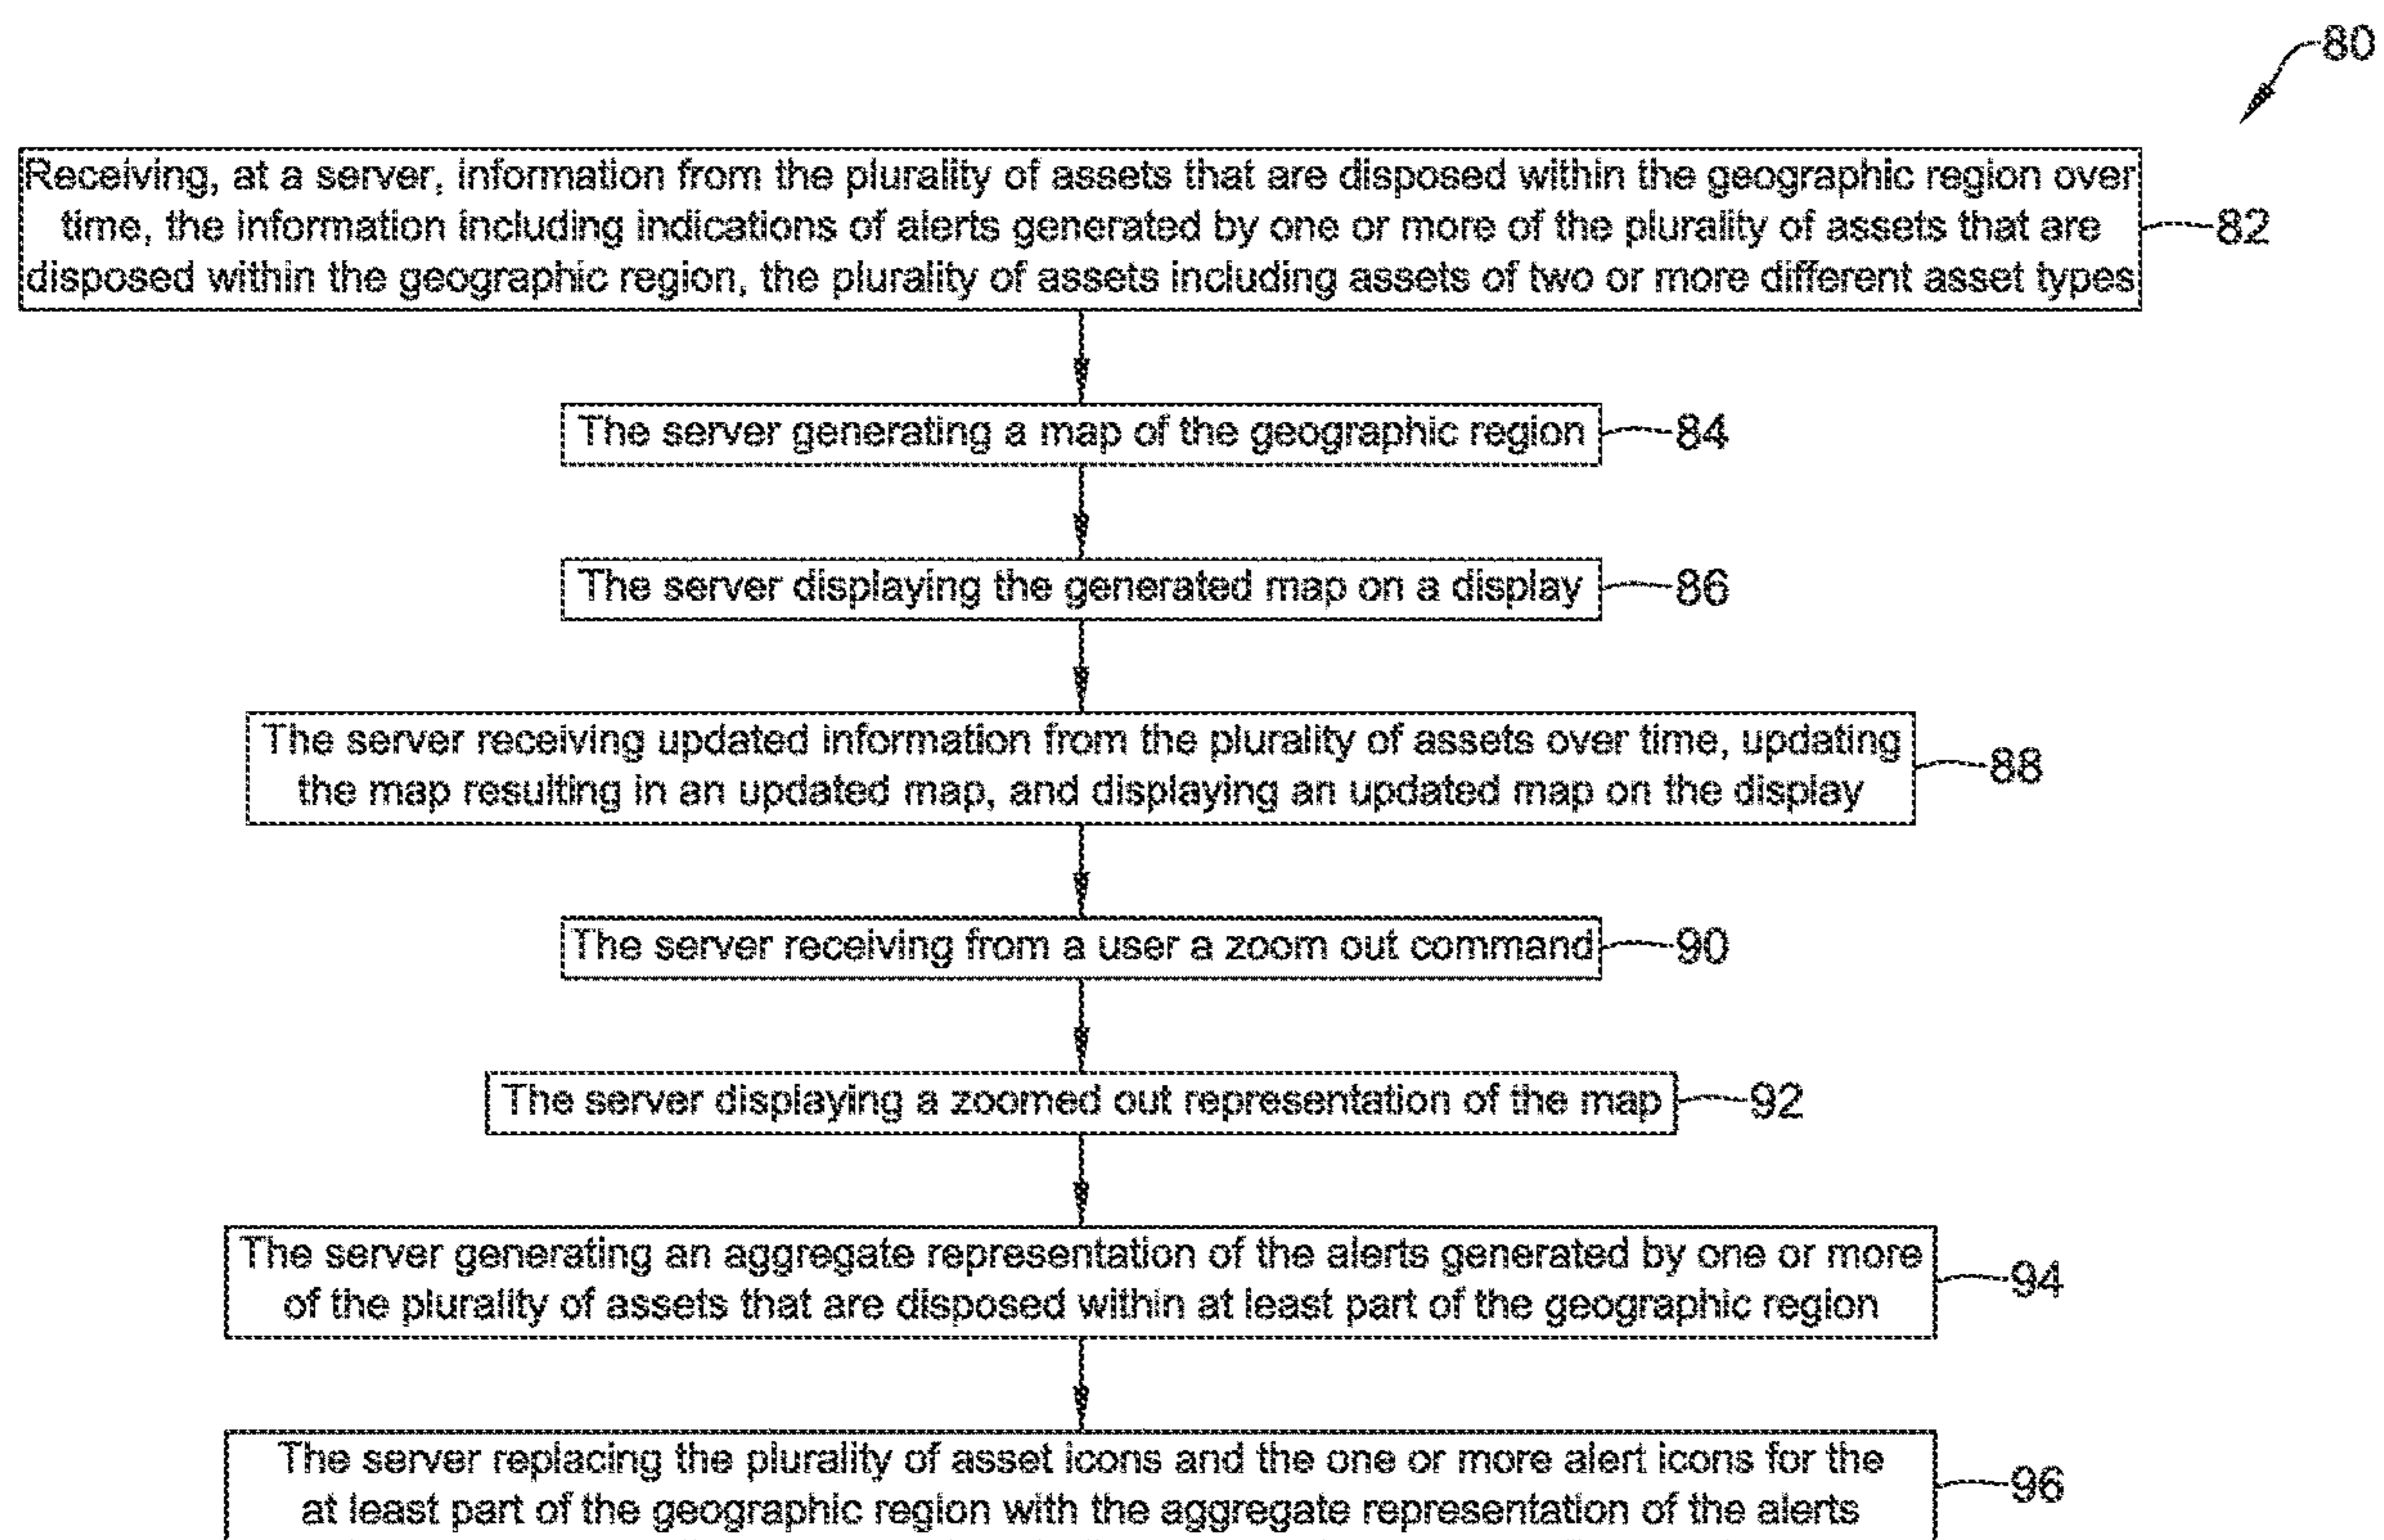 80
Receiving, at a server, information from the plurality of assets that are disposed within the geographic region over
time, the information including indications of alerts generated by one or more of the plurality of assets that are
disposed within the geographic region, the plurality of assets including assets of two or more different asset types
82
The server generating a map of the geographic region
84
The server displaying the generated map on a display
86
The server receiving updated information from the plurality of assets over time, updating
the map resulting in an updated map, and displaying an updated map on the display
88
The server receiving from a user a zoom out command
90
The server displaying a zoomed out representation of the map
92
The server generating an aggregate representation of the alerts generated by one or more
of the plurality of assets that are disposed within at least part of the geographic region
94
The server replacing the plurality of asset icons and the one or more alert icons for the
at least part of the geographic region with the aggregate representation of the alerts
96